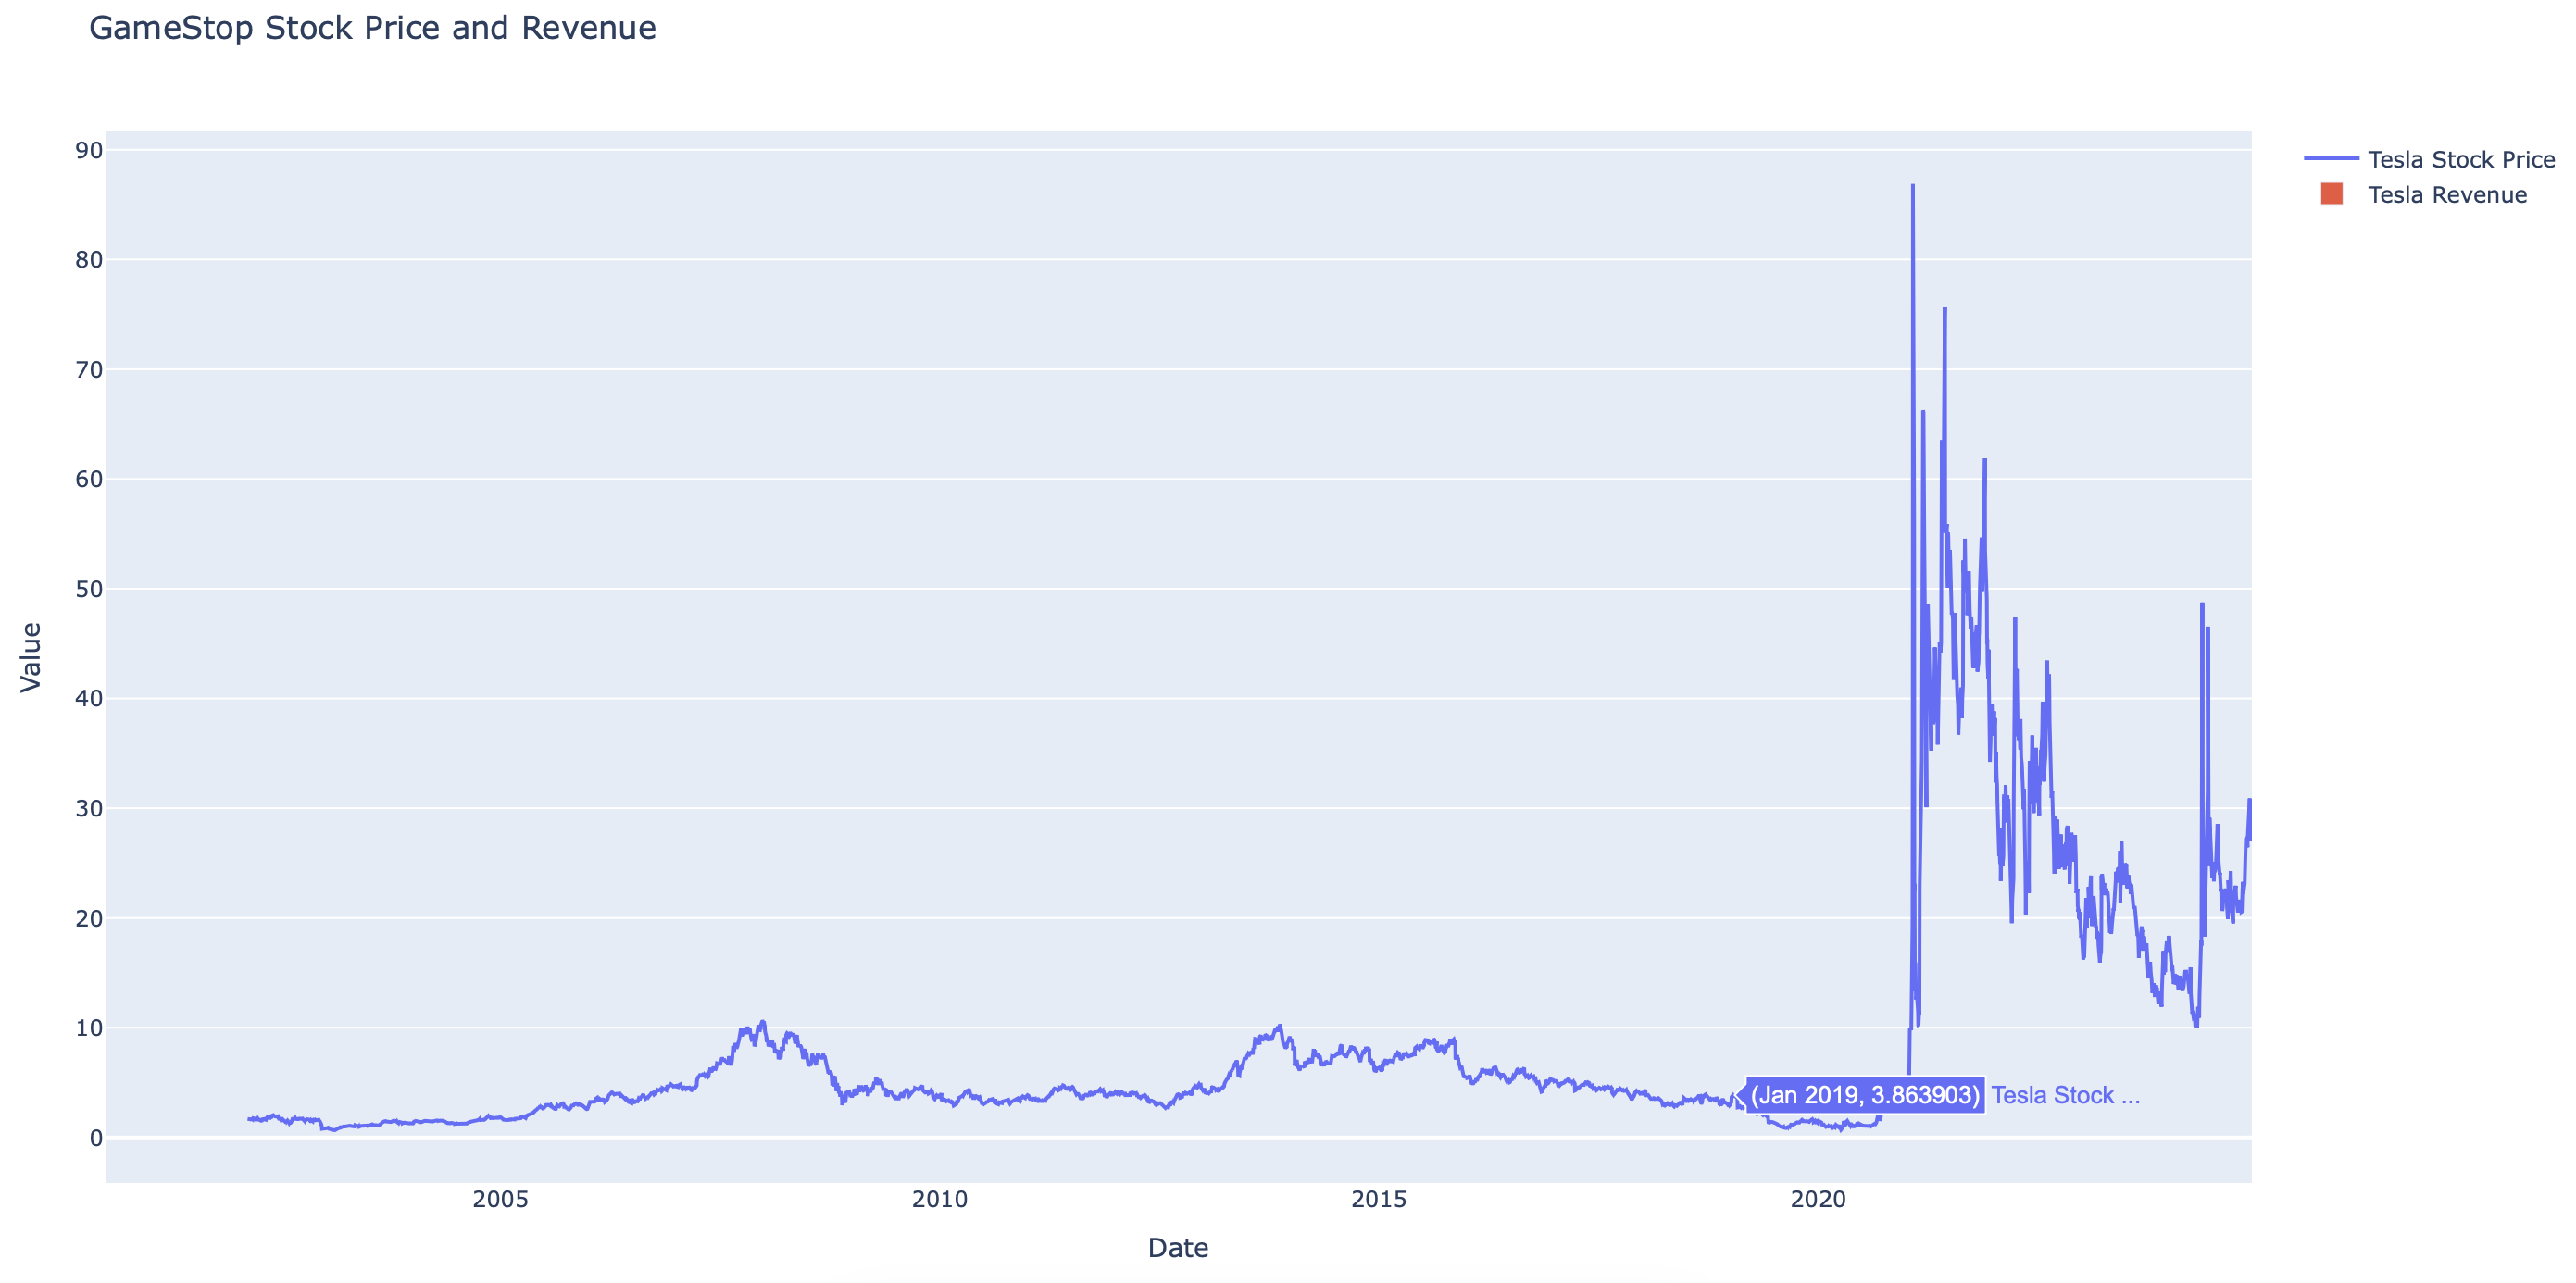 GameStop Stock Price and Revenue
90
80
70
60
50
40
30
20
10
0
Value
Tesla Stock Price
Tesla Revenue
(Jan 2019, 3.863903) Tesla Stock ...
2005 2010 2015 2020
Date